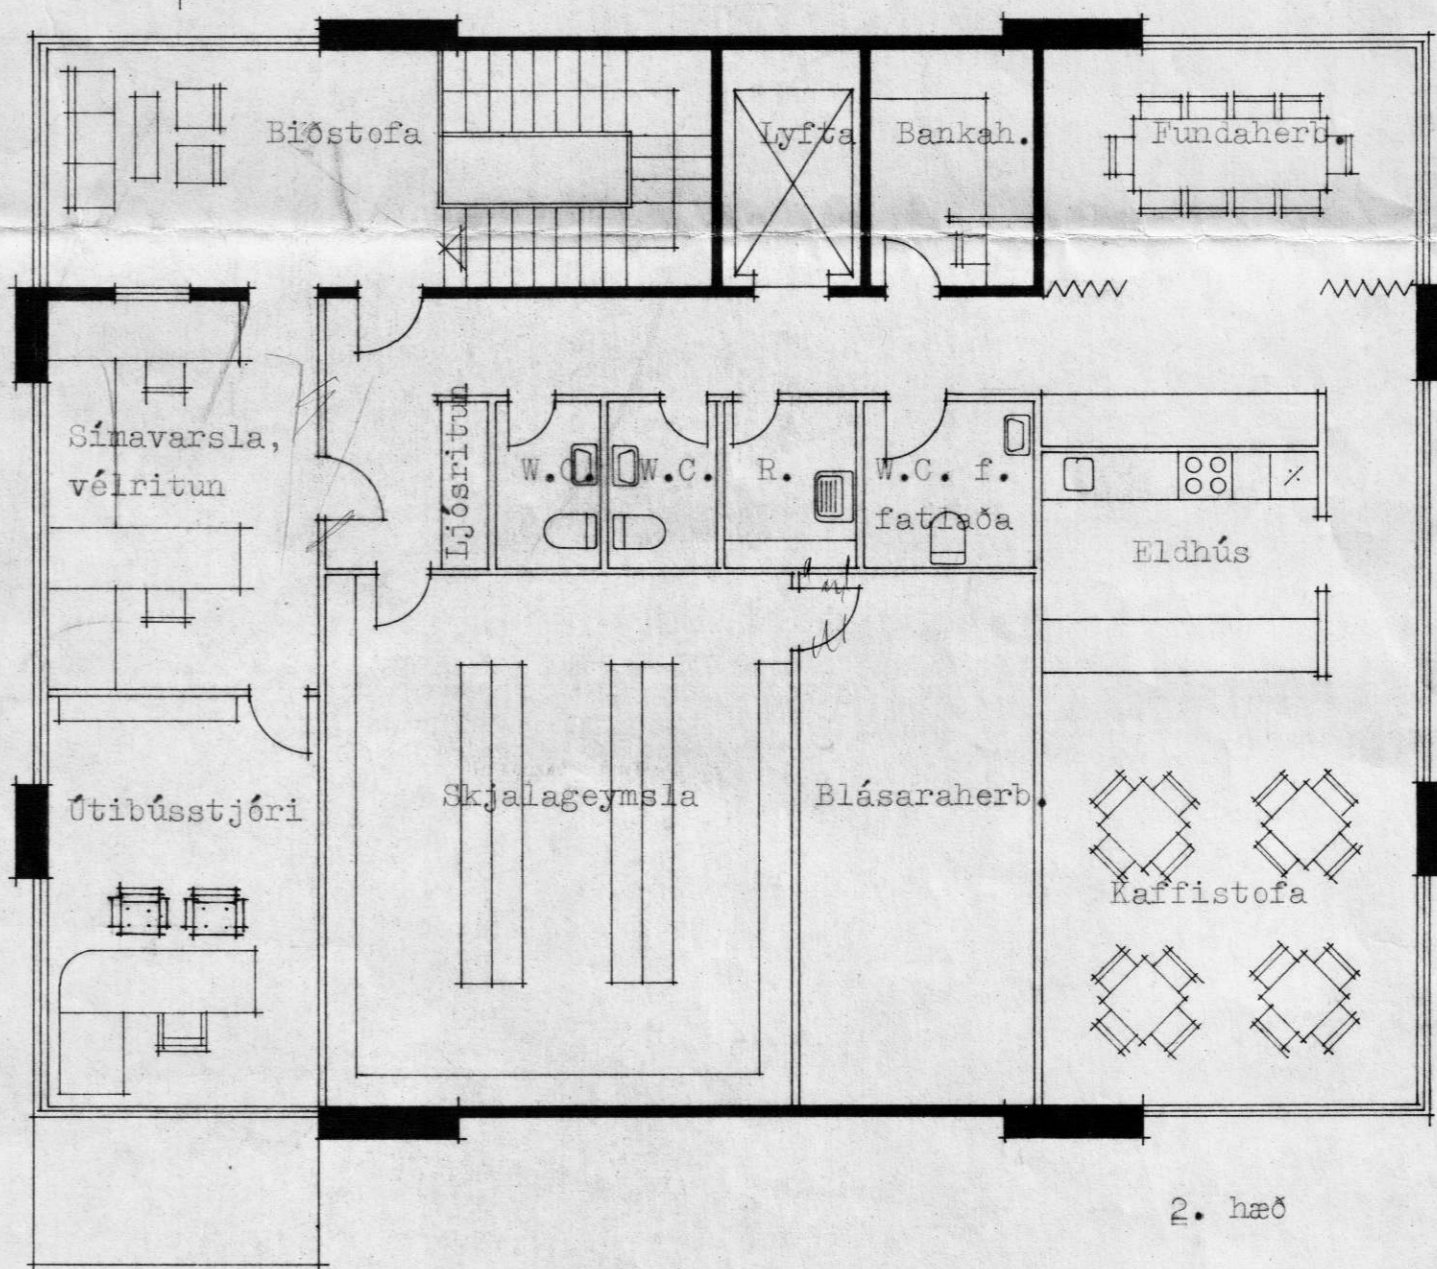 Biðstofa
Lyfta
Bankah.
Fundaherb.
Símavarsla,
vélritun
Ljósritun
W.C.
W.C.
R.
W.C. f.
fatlaða
Eldhús
Útibússtjóri
Skjalageymsla
Blásaraherb.
Kaffistofa
2. hæð